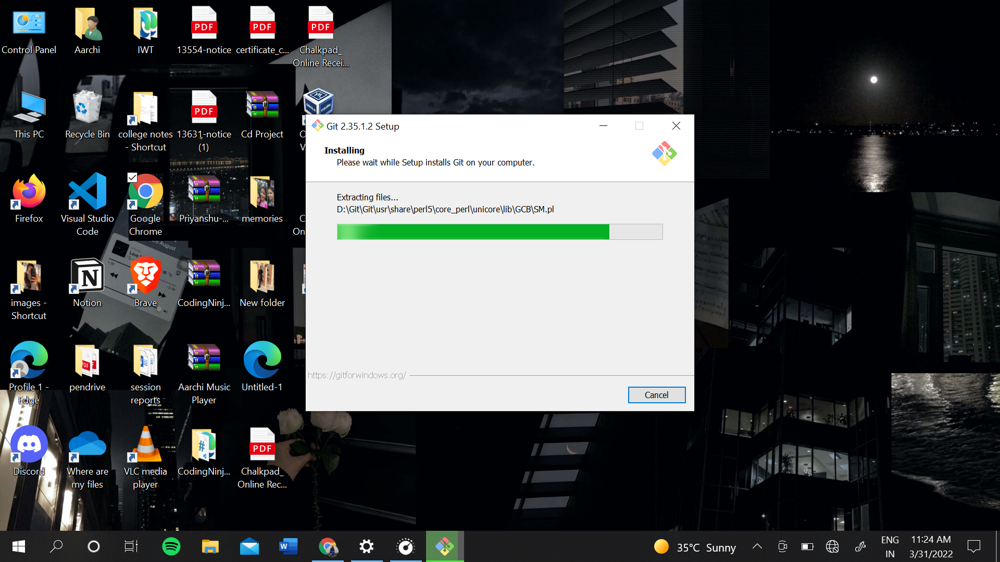 Control Panel
Aarchi
IWT
13554-notice
certificate_c...
Chalkpad_
Online Recei...
This PC
Recycle Bin
college notes
- Shortcut
13631-notice
(1)
Cd Project
Firefox
Visual Studio
Code
Google
Chrome
Priyanshu-...
memories
images -
Shortcut
Notion
Brave
CodingNinj...
New folder
Profile 1 -
Edge
pendrive
session
reports
Aarchi Music
Player
Untitled-1
Discord
Where are
my files
VLC media
player
CodingNinj...
Chalkpad_
Online Rec...
PDF
PDF
PDF
PDF
PDF
Git 2.35.1.2 Setup
Installing
Please wait while Setup installs Git on your computer.
Extracting files...
D:\Git\Git\usr\share\perl5\core_perl\unicore\lib\GCB\SM.pl
https://gitforwindows.org/
Cancel
35°C Sunny
ENG
IN
11:24 AM
3/31/2022